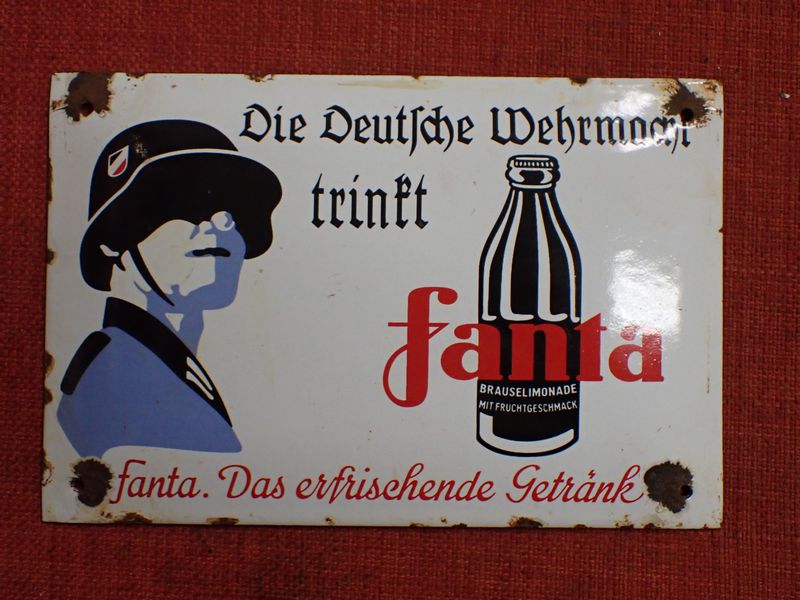 Die Deutsche Wehrmacht
trinkt
fanta
BRAUSELIMONADE
MIT FRUCHTGESCHMACK
fanta. Das erfrischende Getränk